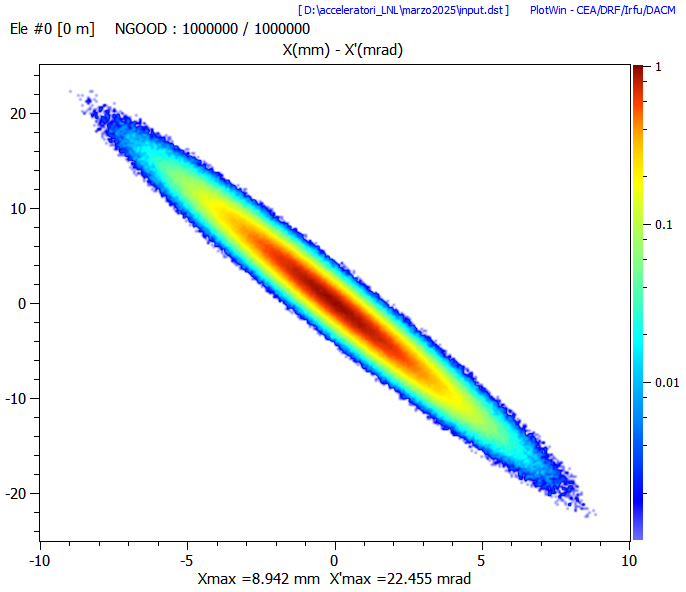 [ D:\acceleratori_LNL\marzo2025\input.dst ] PlotWin - CEA/DRF/Irfu/DACM
Ele #0 [0 m] NGOOD : 1000000 / 1000000
X(mm) - X'(mrad)
20
10
0
-10
-20
-10 -5 0 5 10
1
0.1
0.01
Xmax =8.942 mm X'max =22.455 mrad